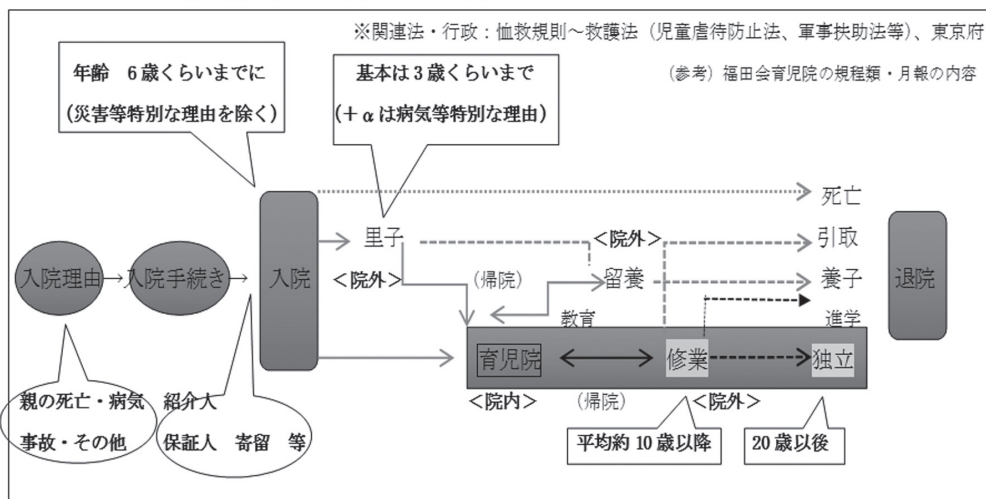 ※関連法・行政：恤救規則～救護法（児童虐待防止法、軍事扶助法等）、東京府
(参考) 福田会育児院の規程類・月報の内容
年齢　6歳くらいまでに
(災害等特別な理由を除く)
基本は3歳くらいまで
(＋αは病気等特別な理由)
死亡
里子
<院外>
引取
入院理由
入院手続き
入院
<院外>
(帰院)
留養
養子
退院
教育
進学
育児院
修業
独立
<院内>
(帰院)
<院外>
親の死亡・病気
事故・その他
紹介人
保証人　寄留　等
平均約10歳以降
20歳以後